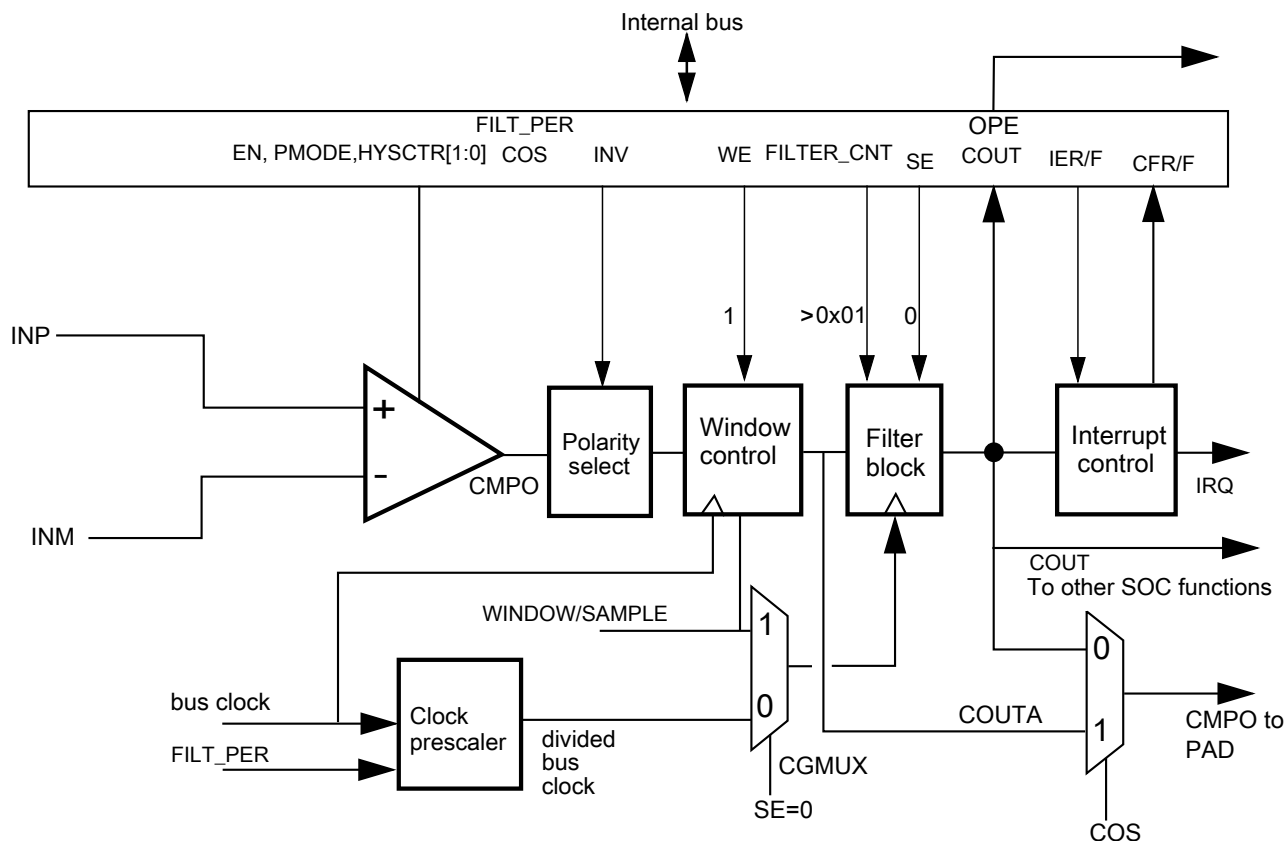 Internal bus
FILT_PER
OPE
EN, PMODE,HYSCTR[1:0]
COS
INV
WE
FILTER_CNT
SE
COUT
IER/F
CFR/F
1
>0x01
0
INP
INM
+
-
CMPO
Polarity
select
Window
control
Filter
block
Interrupt
control
IRQ
COUT
To other SOC functions
WINDOW/SAMPLE
1
0
bus clock
FILT_PER
Clock
prescaler
divided
bus
clock
CGMUX
SE=0
COUTA
0
1
CMPO to
PAD
COS